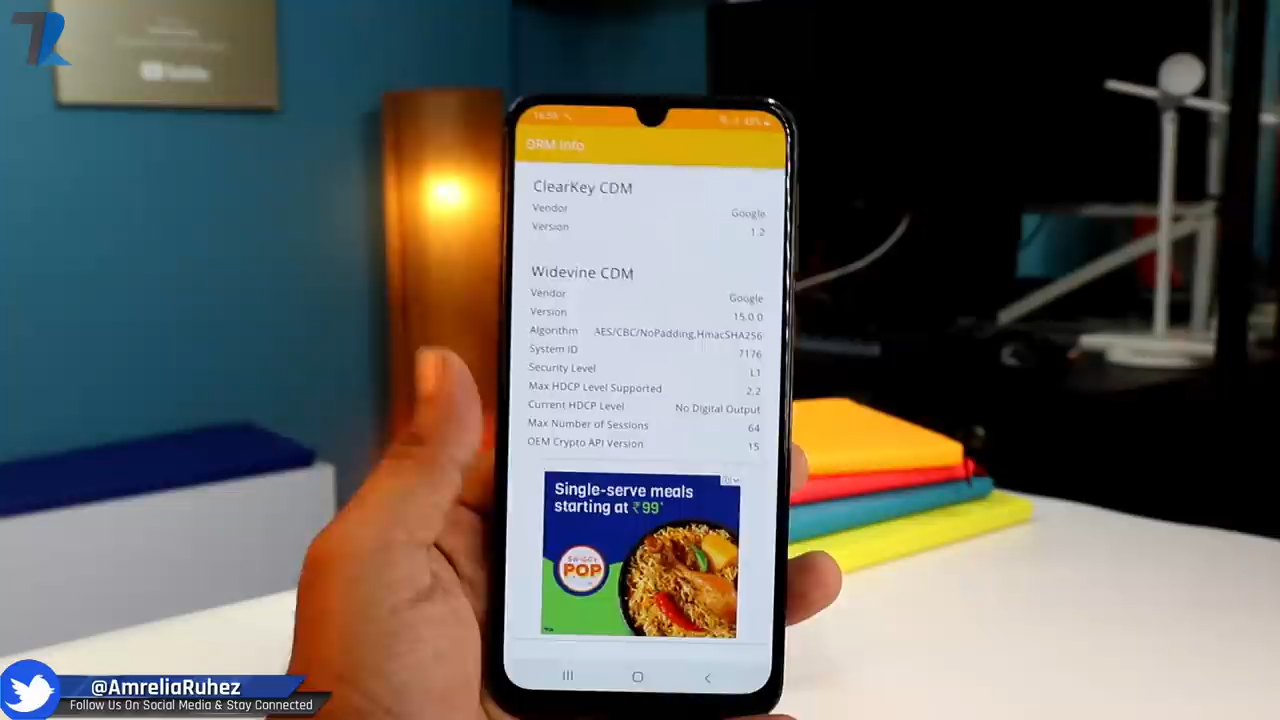 DRM Info
ClearKey CDM
Vendor Google
Version 1.2
Widevine CDM
Vendor Google
Version 15.0.0
Algorithm AES/CBC/NoPadding,HmacSHA256
System ID 7176
Security Level L1
Max HDCP Level Supported 2.2
Current HDCP Level No Digital Output
Max Number of Sessions 64
OEM Crypto API Version 15
Single-serve meals
starting at ₹99*
SWIGGY
POP
@AmreliaRuhez
Follow Us On Social Media & Stay Connected